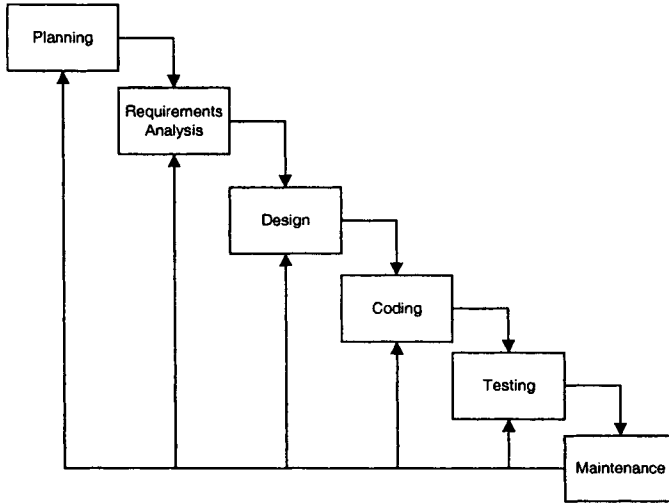 Planning
Requirements
Analysis
Design
Coding
Testing
Maintenance